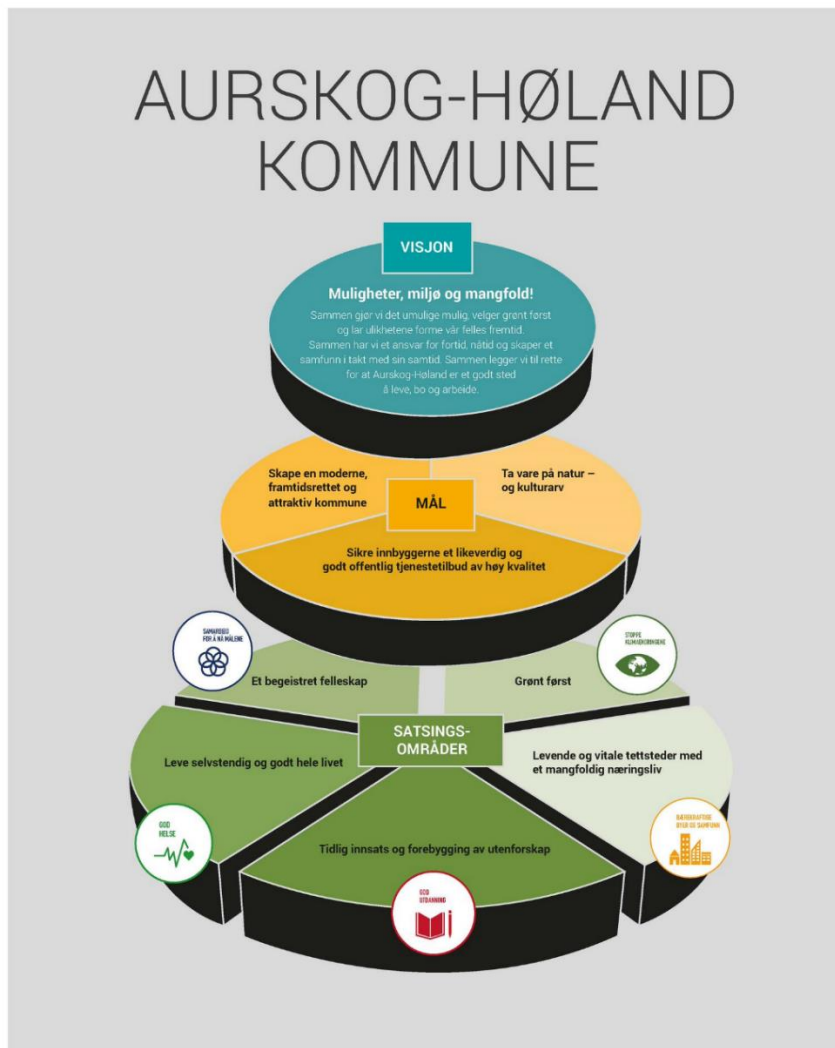 AURSKOG-HØLAND
KOMMUNE
VISJON
Muligheter, miljø og mangfold!
Sammen gjør vi det umulige mulig, velger grønt først
og lar ulikhetene forme vår felles fremtid.
Sammen har vi et ansvar for fortid, nåtid og skaper et
samfunn i takt med sin samtid. Sammen legger vi til rette
for at Aurskog-Høland er et godt sted
å leve, bo og arbeide.
Skape en moderne,
framtidsrettet og
attraktiv kommune
Ta vare på natur –
og kulturarv
MÅL
Sikre innbyggerne et likeverdig og
godt offentlig tjenestetilbud av høy kvalitet
SAMARBEID
FOR Å NÅ MÅLENE
STOPPE
KLIMAENDRINGENE
Et begeistret felleskap
Grønt først
SATSINGS-
OMRÅDER
Leve selvstendig og godt hele livet
Levende og vitale tettsteder med
et mangfoldig næringsliv
GOD
HELSE
BÆREKRAFTIGE
BYER OG SAMFUNN
Tidlig innsats og forebygging av utenforskap
GOD
UTDANNING